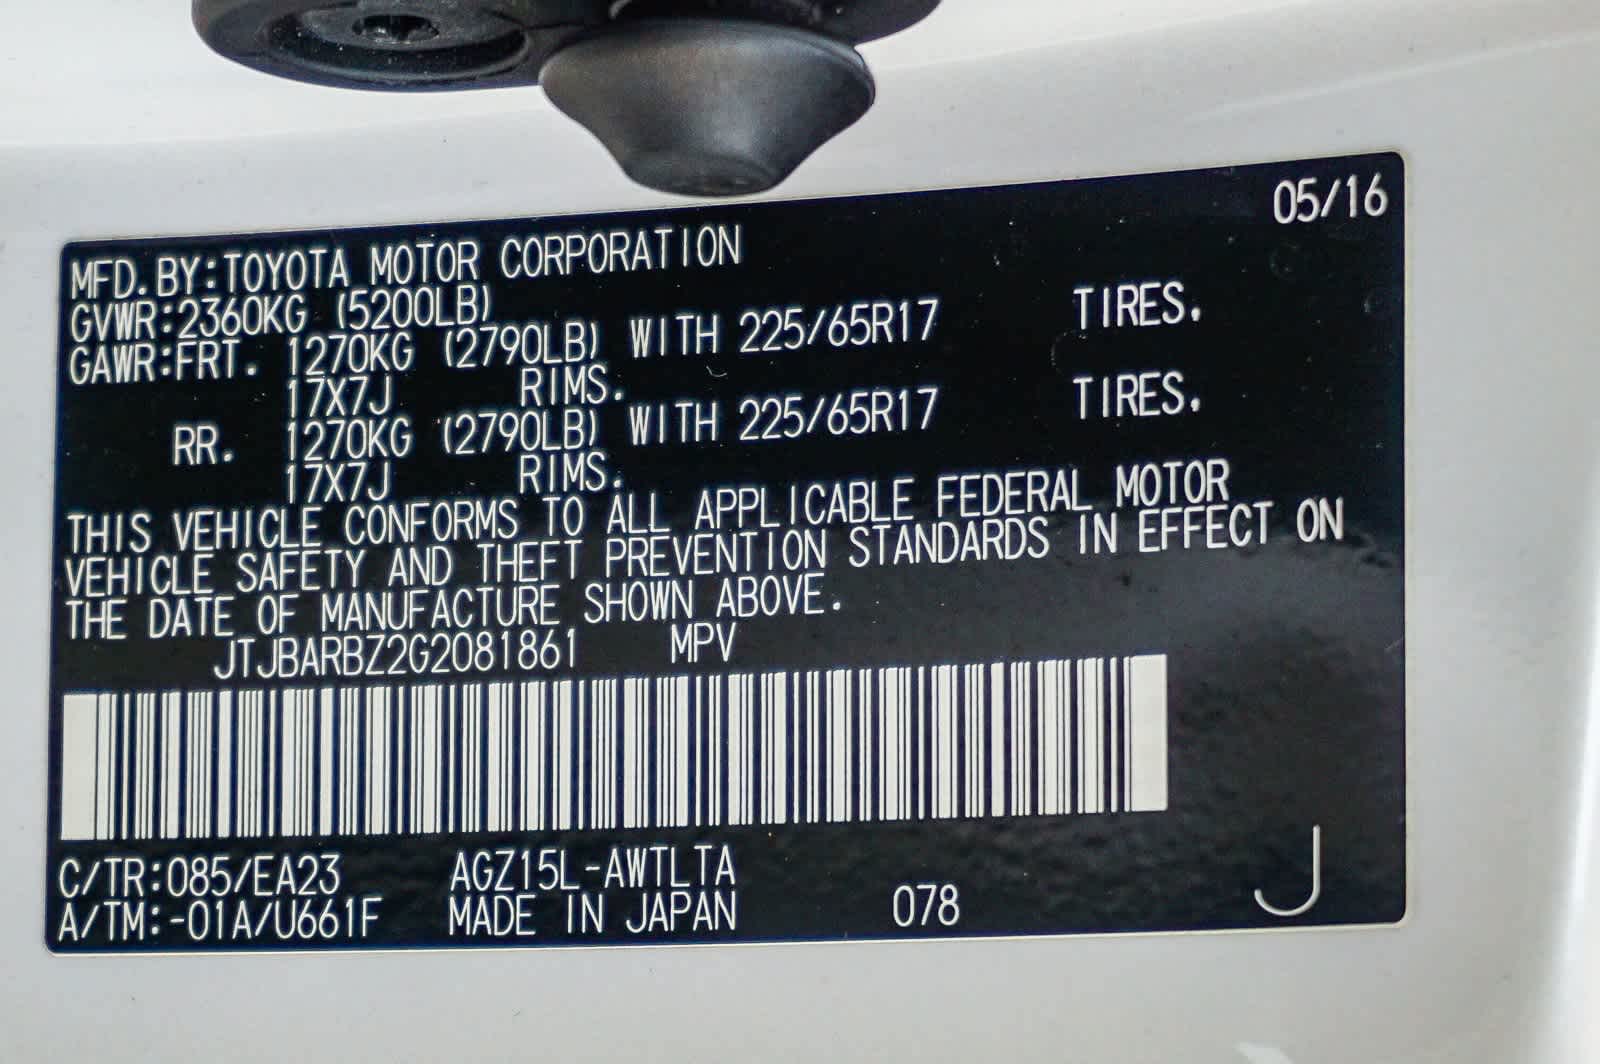 05/16
MFD.BY:TOYOTA MOTOR CORPORATION
GVWR:2360KG (5200LB)
GAWR:FRT. 1270KG (2790LB) WITH 225/65R17 TIRES.
17X7J RIMS.
RR. 1270KG (2790LB) WITH 225/65R17 TIRES.
17X7J RIMS.
THIS VEHICLE CONFORMS TO ALL APPLICABLE FEDERAL MOTOR
VEHICLE SAFETY AND THEFT PREVENTION STANDARDS IN EFFECT ON
THE DATE OF MANUFACTURE SHOWN ABOVE.
JTJBARBZ2G2081861 MPV
C/TR:085/EA23 AGZ15L-AWTLTA
A/TM:-01A/U661F MADE IN JAPAN 078 J